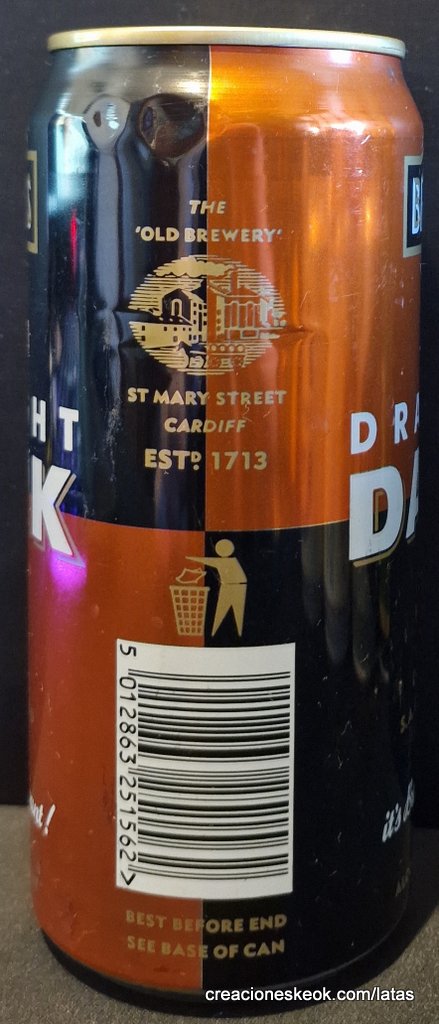 THE
'OLD BREWERY'
ST MARY STREET
CARDIFF
ESTD 1713
HT
K
DRA
DA
5 012863 251562 >
it's B
BEST BEFORE END
SEE BASE OF CAN
creacioneskeok.com/latas